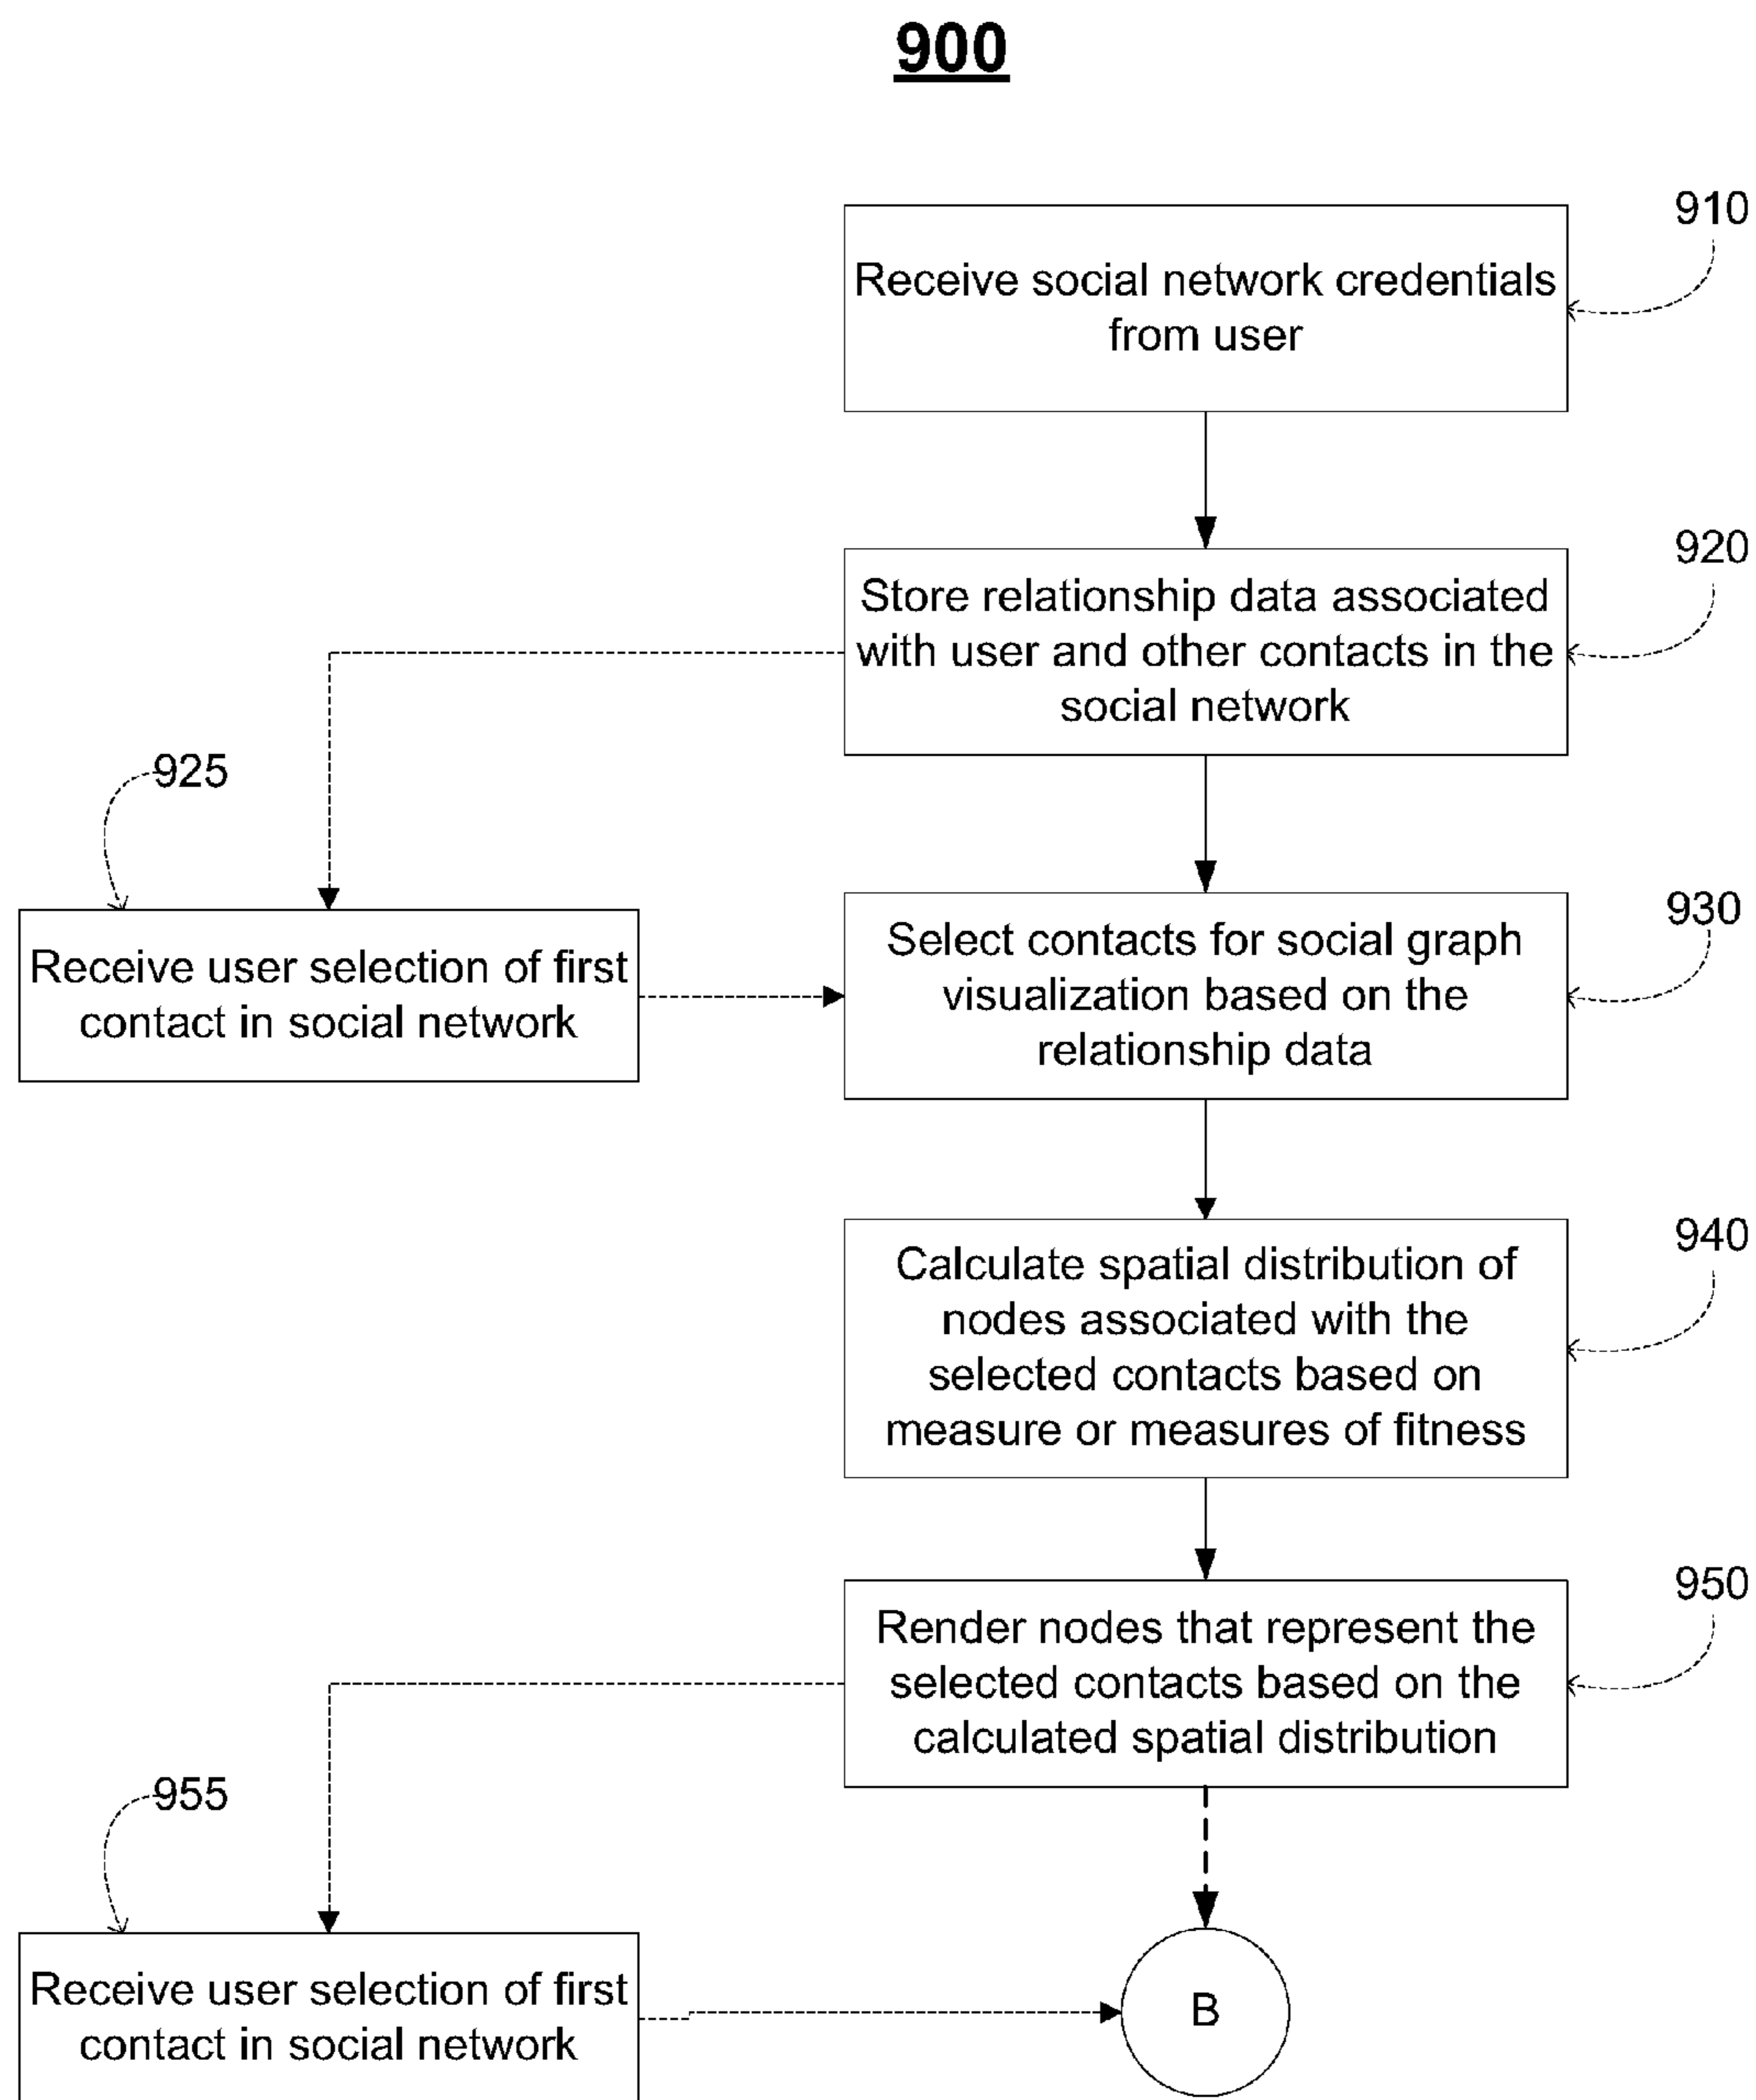 900
910
Receive social network credentials
from user
920
Store relationship data associated
with user and other contacts in the
social network
925
Receive user selection of first
contact in social network
930
Select contacts for social graph
visualization based on the
relationship data
940
Calculate spatial distribution of
nodes associated with the
selected contacts based on
measure or measures of fitness
950
Render nodes that represent the
selected contacts based on the
calculated spatial distribution
955
Receive user selection of first
contact in social network
B